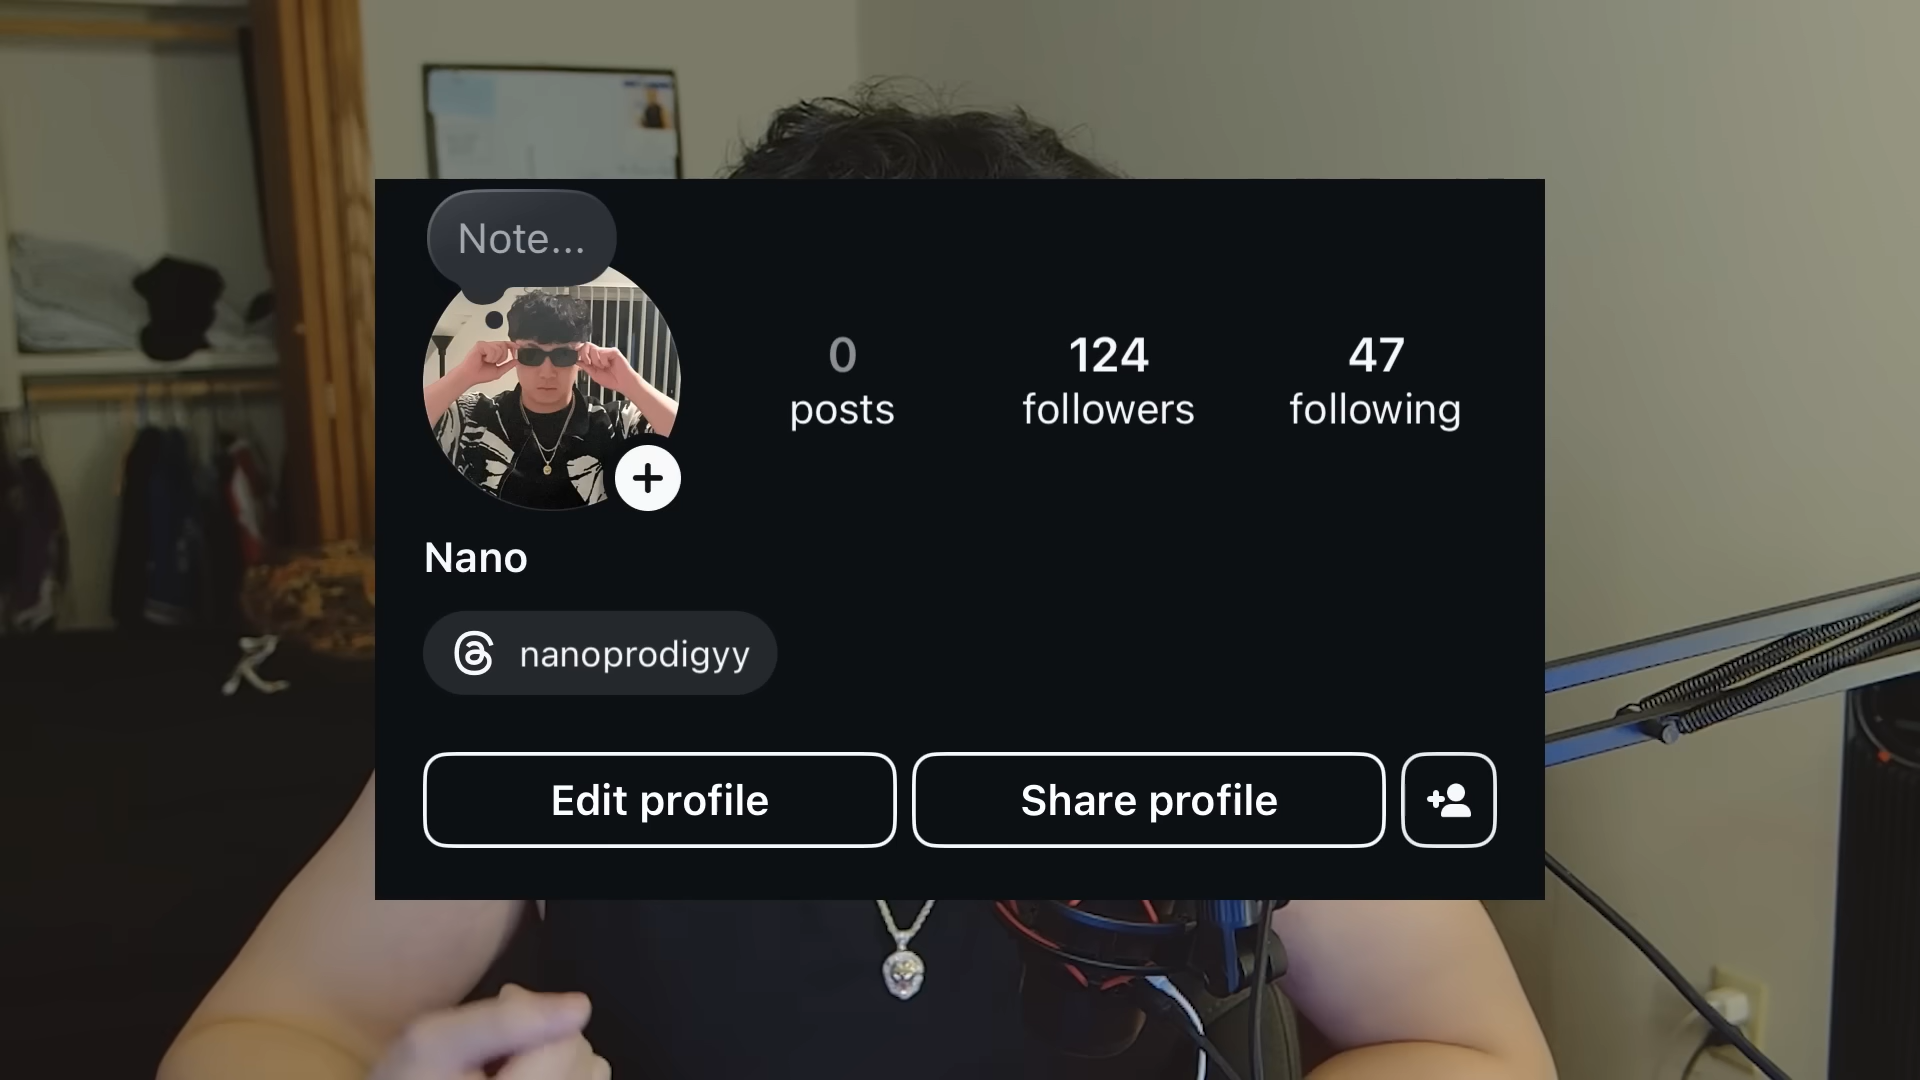 Note...
0
posts
124
followers
47
following
Nano
nanoprodigyy
Edit profile
Share profile